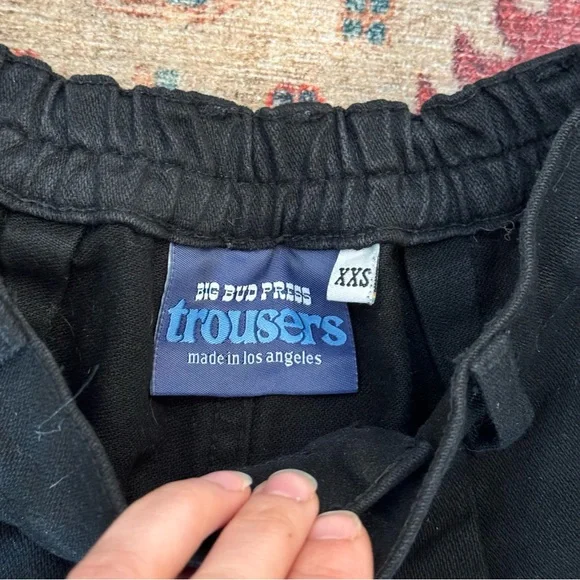 XXS
BIG BUD PRESS
trousers
made in los angeles